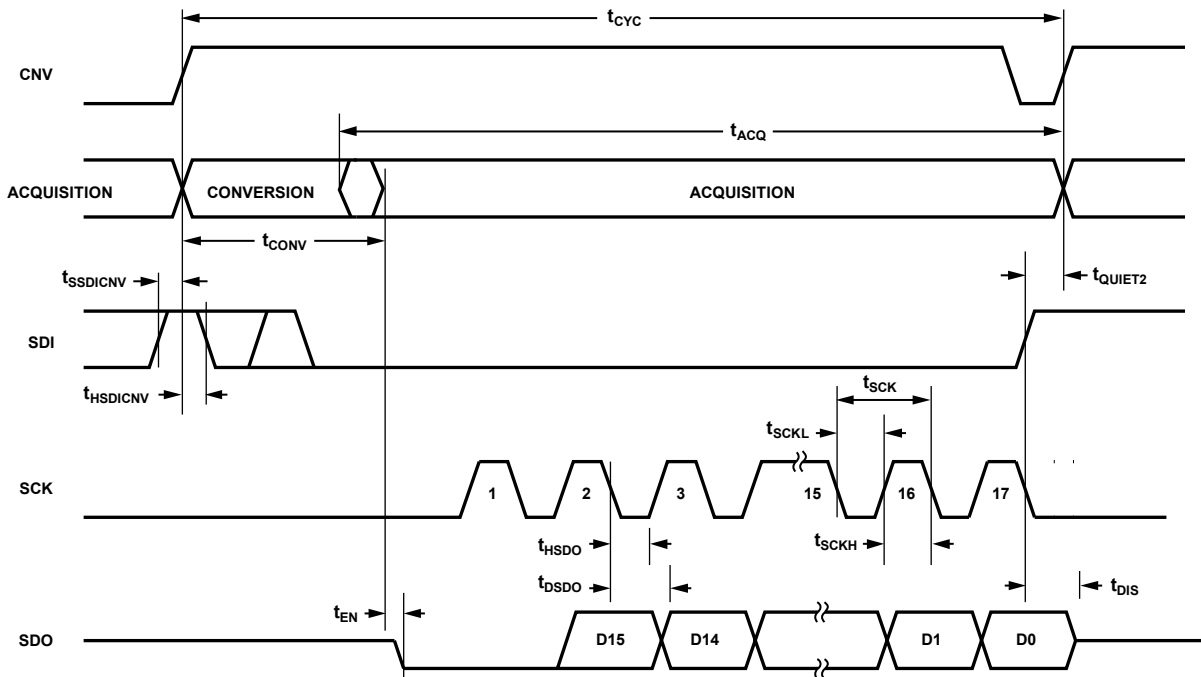 tCYC
CNV
tACQ
ACQUISITION CONVERSION ACQUISITION
tCONV
tSSDICNV
tQUIET2
SDI
tHSDICNV
tSCK
tSCKL
SCK
1 2 3 15 16 17
tHSDO
tSCKH
tDSDO
tDIS
tEN
SDO
D15 D14 D1 D0